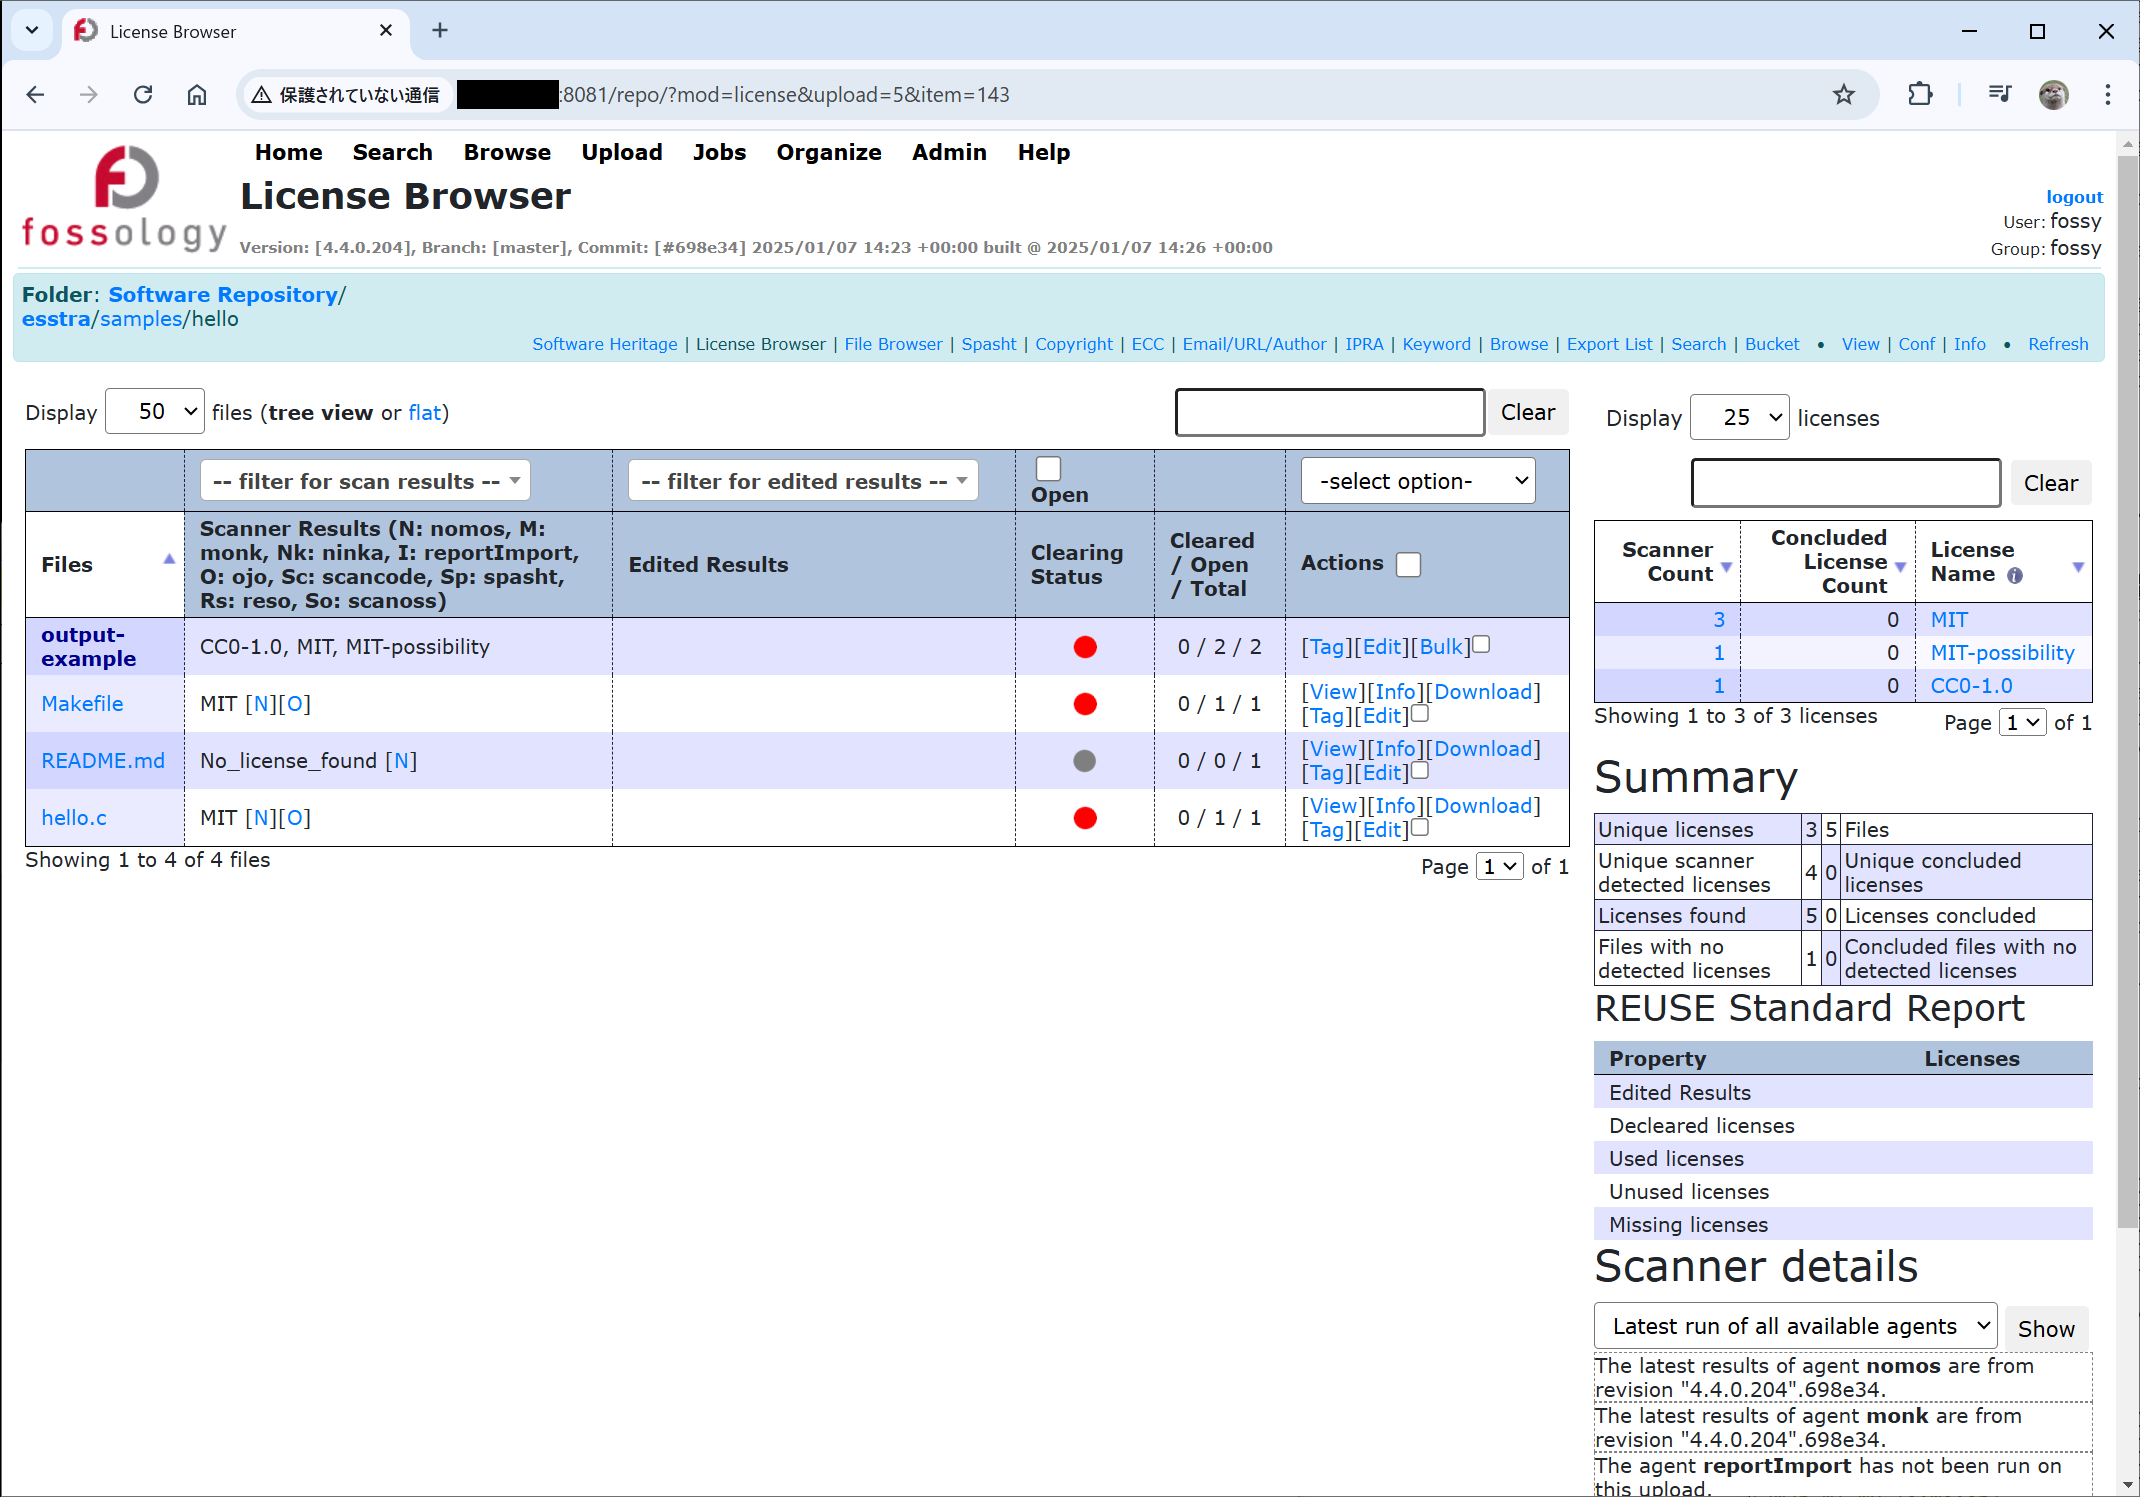 License Browser
保護されていない通信 :8081/repo/?mod=license&upload=5&item=143
Home Search Browse Upload Jobs Organize Admin Help
License Browser
fossology
Version: [4.4.0.204], Branch: [master], Commit: [#698e34] 2025/01/07 14:23 +00:00 built @ 2025/01/07 14:26 +00:00
logout
User: fossy
Group: fossy
Folder: Software Repository/
esstra/samples/hello
Software Heritage | License Browser | File Browser | Spasht | Copyright | ECC | Email/URL/Author | IPRA | Keyword | Browse | Export List | Search | Bucket • View | Conf | Info • Refresh
Display 50 files (tree view or flat)
Clear
-- filter for scan results --
-- filter for edited results --
Open
-select option-
Files
Scanner Results (N: nomos, M:
monk, Nk: ninka, I: reportImport,
O: ojo, Sc: scancode, Sp: spasht,
Rs: reso, So: scanoss)
Edited Results
Clearing
Status
Cleared
/ Open
/ Total
Actions
output-
example
CC0-1.0, MIT, MIT-possibility
0 / 2 / 2
[Tag][Edit][Bulk]
Makefile
MIT [N][O]
0 / 1 / 1
[View][Info][Download]
[Tag][Edit]
README.md
No_license_found [N]
0 / 0 / 1
[View][Info][Download]
[Tag][Edit]
hello.c
MIT [N][O]
0 / 1 / 1
[View][Info][Download]
[Tag][Edit]
Showing 1 to 4 of 4 files
Page 1 of 1
Display 25 licenses
Clear
Scanner
Count
Concluded
License
Count
License
Name
3 0 MIT
1 0 MIT-possibility
1 0 CC0-1.0
Showing 1 to 3 of 3 licenses
Page 1 of 1
Summary
Unique licenses 3 5 Files
Unique scanner
detected licenses
4 0
Unique concluded
licenses
Licenses found 5 0 Licenses concluded
Files with no
detected licenses
1 0
Concluded files with no
detected licenses
REUSE Standard Report
Property Licenses
Edited Results
Decleared licenses
Used licenses
Unused licenses
Missing licenses
Scanner details
Latest run of all available agents
Show
The latest results of agent nomos are from
revision "4.4.0.204".698e34.
The latest results of agent monk are from
revision "4.4.0.204".698e34.
The agent reportImport has not been run on
this upload.